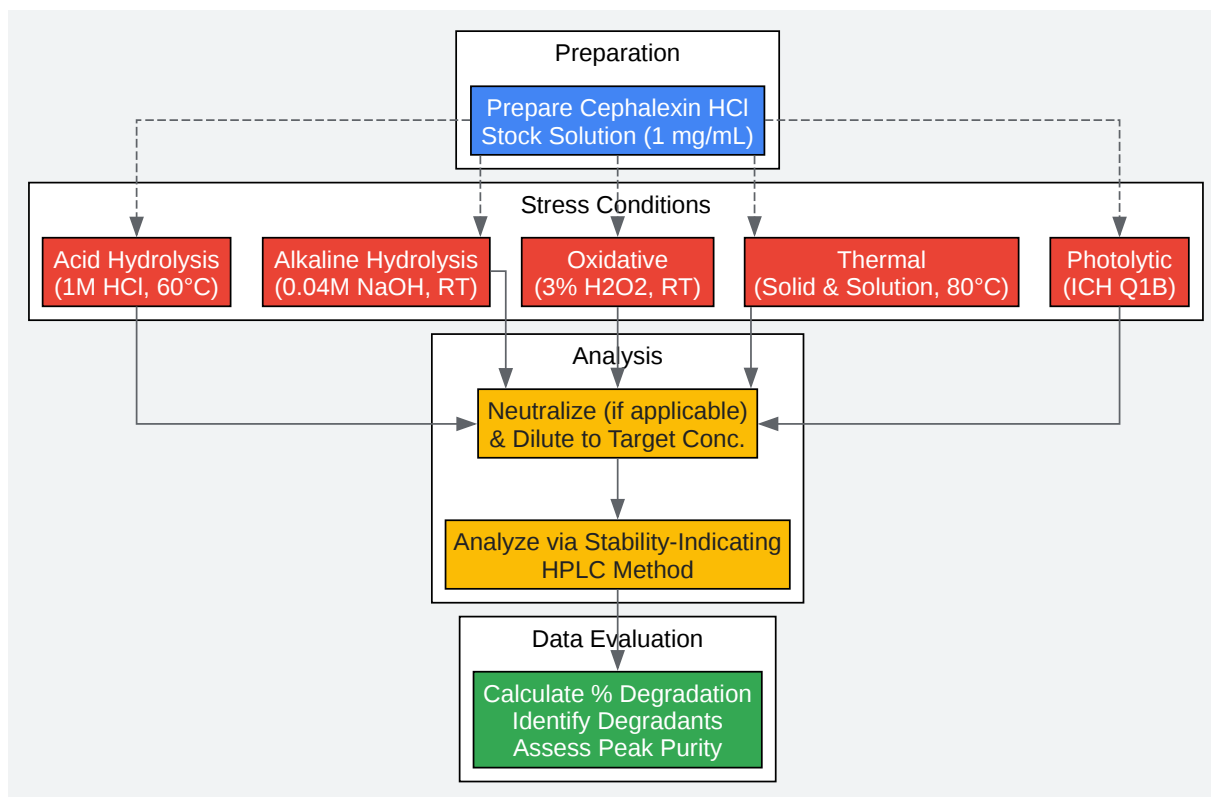 Preparation
Prepare Cephalexin HCl
Stock Solution (1 mg/mL)
Stress Conditions
Acid Hydrolysis
(1M HCl, 60°C)
Alkaline Hydrolysis
(0.04M NaOH, RT)
Oxidative
(3% H2O2, RT)
Thermal
(Solid & Solution, 80°C)
Photolytic
(ICH Q1B)
Analysis
Neutralize (if applicable)
& Dilute to Target Conc.
Analyze via Stability-Indicating
HPLC Method
Data Evaluation
Calculate % Degradation
Identify Degradants
Assess Peak Purity